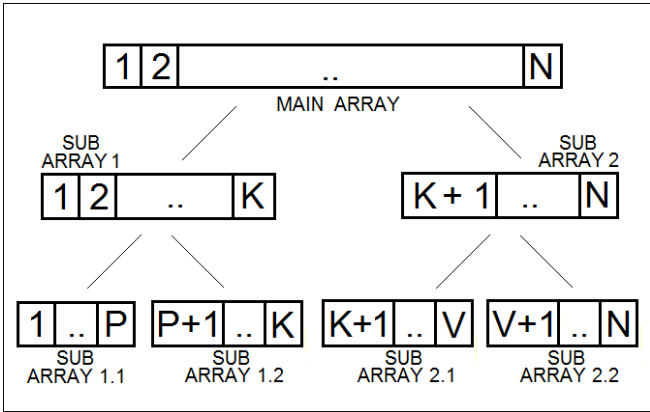 1 2 .. N
MAIN ARRAY
SUB
ARRAY 1
1 2 .. K
SUB
ARRAY 2
K+1 .. N
1 .. P
SUB
ARRAY 1.1
P+1 .. K
SUB
ARRAY 1.2
K+1 .. V
SUB
ARRAY 2.1
V+1 .. N
SUB
ARRAY 2.2